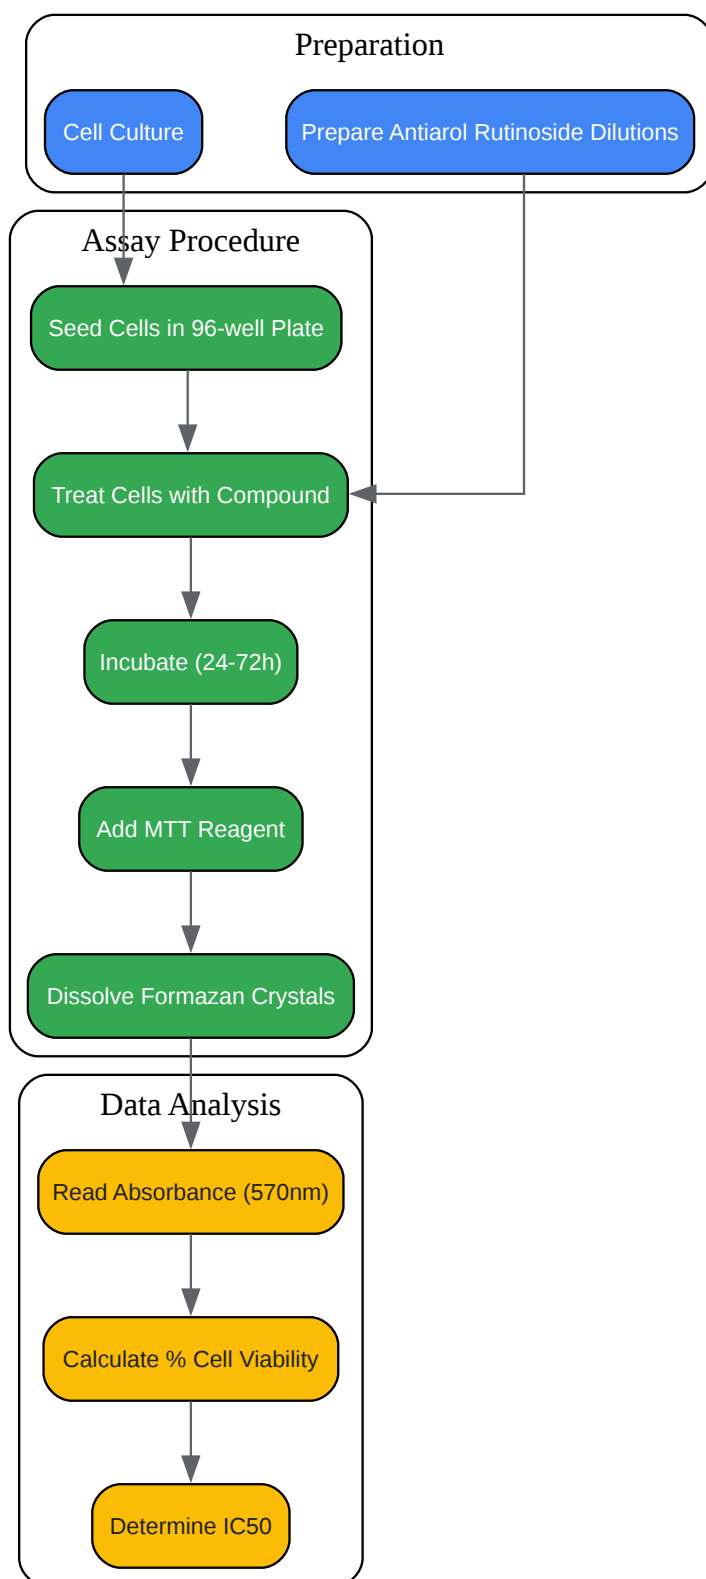 Preparation
Cell Culture
Prepare Antiarol Rutinoside Dilutions
Assay Procedure
Seed Cells in 96-well Plate
Treat Cells with Compound
Incubate (24-72h)
Add MTT Reagent
Dissolve Formazan Crystals
Data Analysis
Read Absorbance (570nm)
Calculate % Cell Viability
Determine IC50